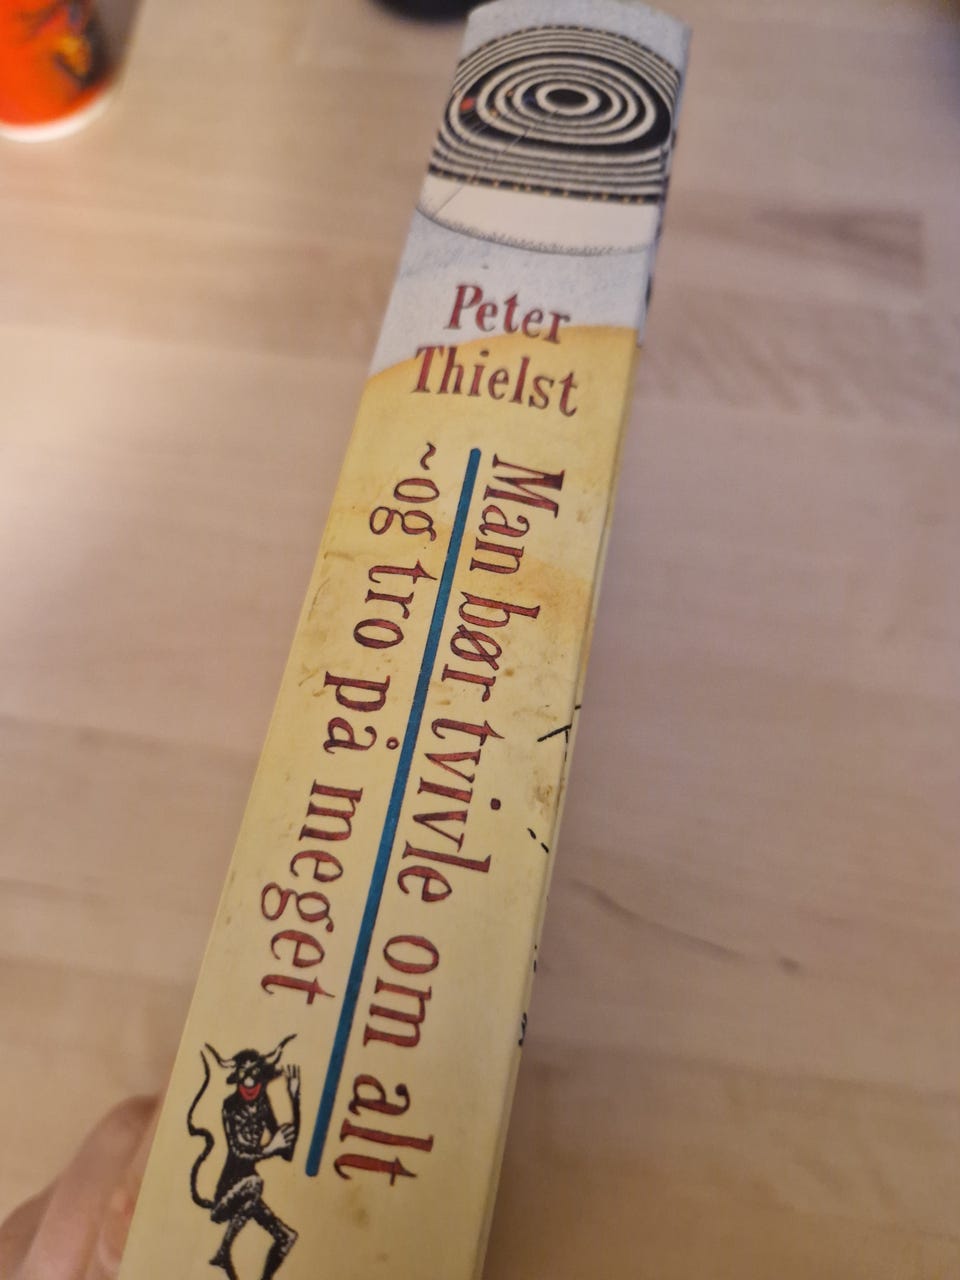 Peter
Thielst
Man bør tvivle om alt
~og tro på meget